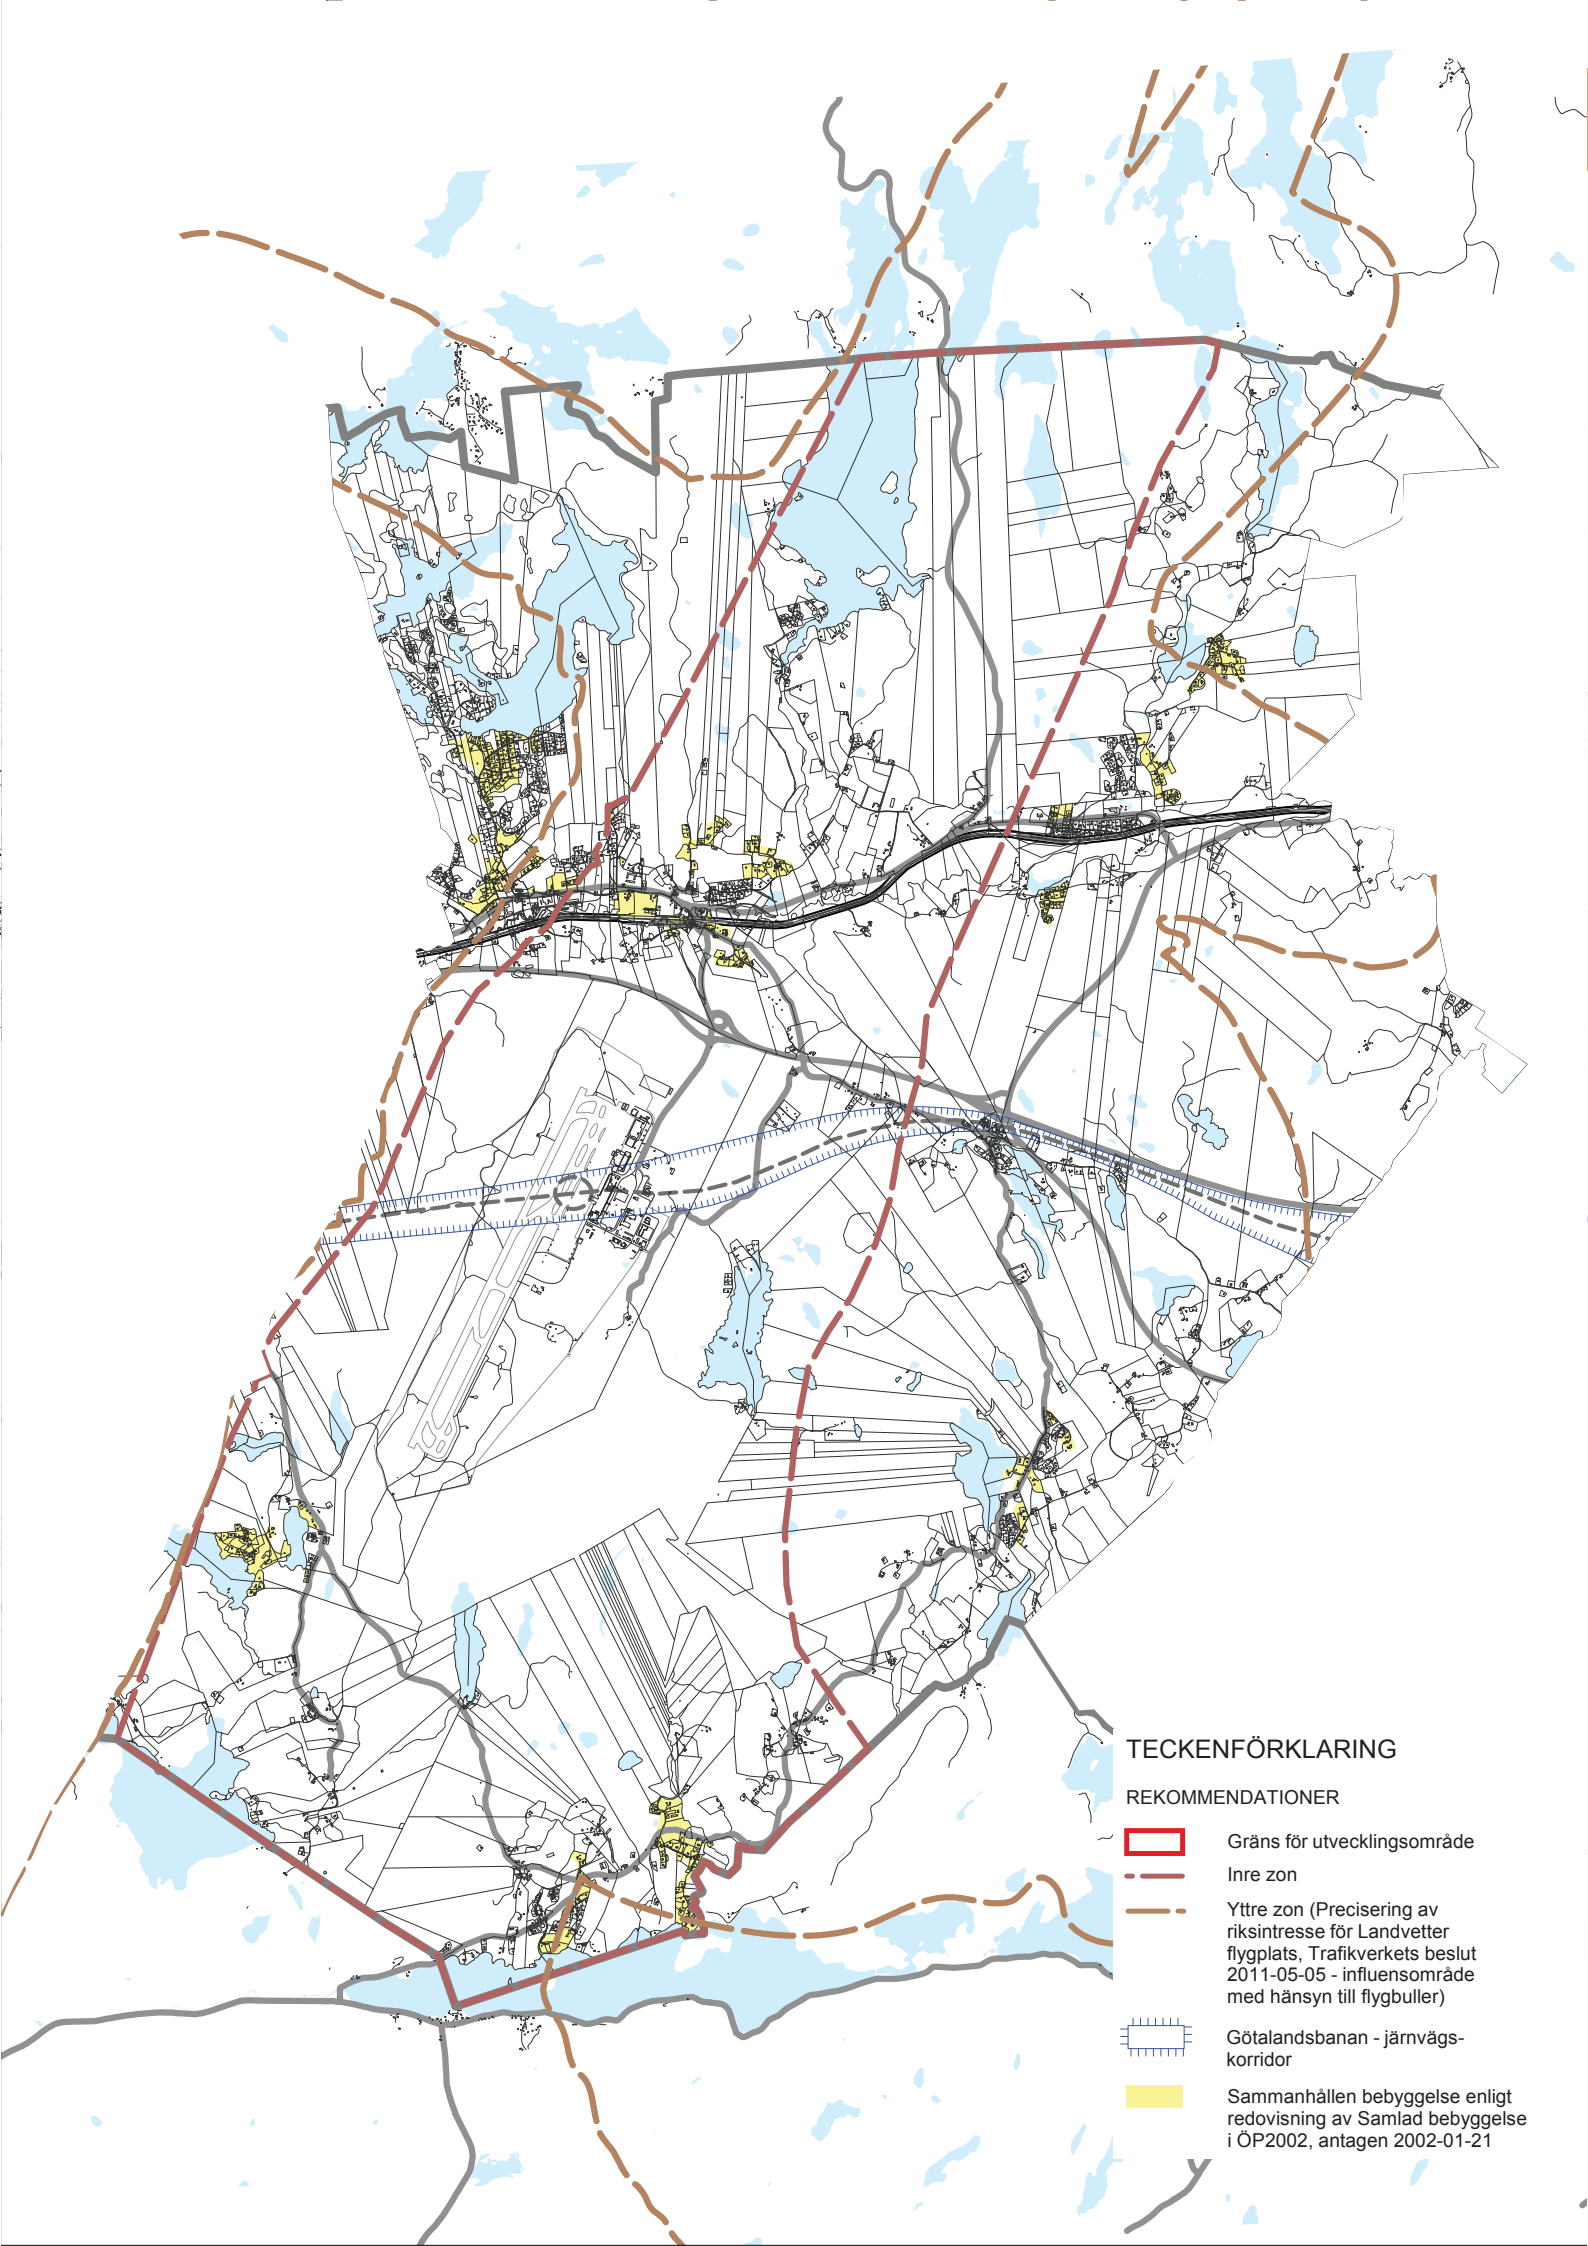 TECKENFÖRKLARING
REKOMMENDATIONER
Gräns för utvecklingsområde
Inre zon
Yttre zon (Precisering av
riksintresse för Landvetter
flygplats, Trafikverkets beslut
2011-05-05 - influensområde
med hänsyn till flygbuller)
Götalandsbanan - järnvägs-
korridor
Sammanhållen bebyggelse enligt
redovisning av Samlad bebyggelse
i ÖP2002, antagen 2002-01-21